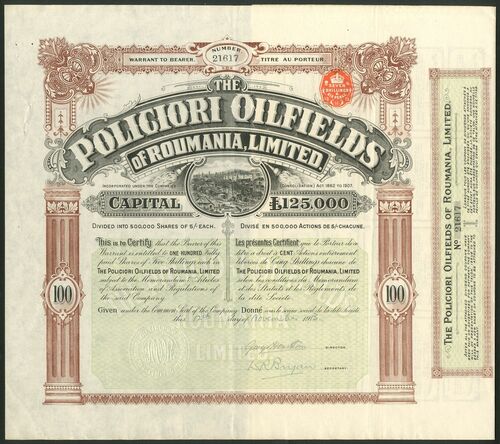 NUMBER
WARRANT TO BEARER. 21617 TITRE AU PORTEUR.
THE
POLICIORI OILFIELDS
OF ROUMANIA, LIMITED.
INCORPORATED UNDER THE COMPANIES (CONSOLIDATION) ACT, 1862 TO 1907.
CAPITAL £125,000
DIVIDED INTO 500,000 SHARES OF 5/- EACH. DIVISÉ EN 500,000 ACTIONS DE 5/- CHACUNE.
This is to Certify that the Bearer of this
Warrant is entitled to ONE HUNDRED fully
paid Shares of Five Shillings each in
THE POLICIORI OILFIELDS OF ROUMANIA, LIMITED
subject to the Memorandum & Articles
of Association and Regulations of
the said Company.
Les présentes Certifient que le Porteur de ce
titre a droit à CENT Actions entièrement
libérées de Cinq Shillings chacune de
THE POLICIORI OILFIELDS OF ROUMANIA, LIMITED
selon les conditions du Memorandum
des Statuts et les Règlements de
la dite Société.
100
100
Given under the Common Seal of the Company Donné sous le sceau social de la dite Société
this day of November
DIRECTOR.
SECRETARY.
THE POLICIORI OILFIELDS OF ROUMANIA, LIMITED.
No 21617